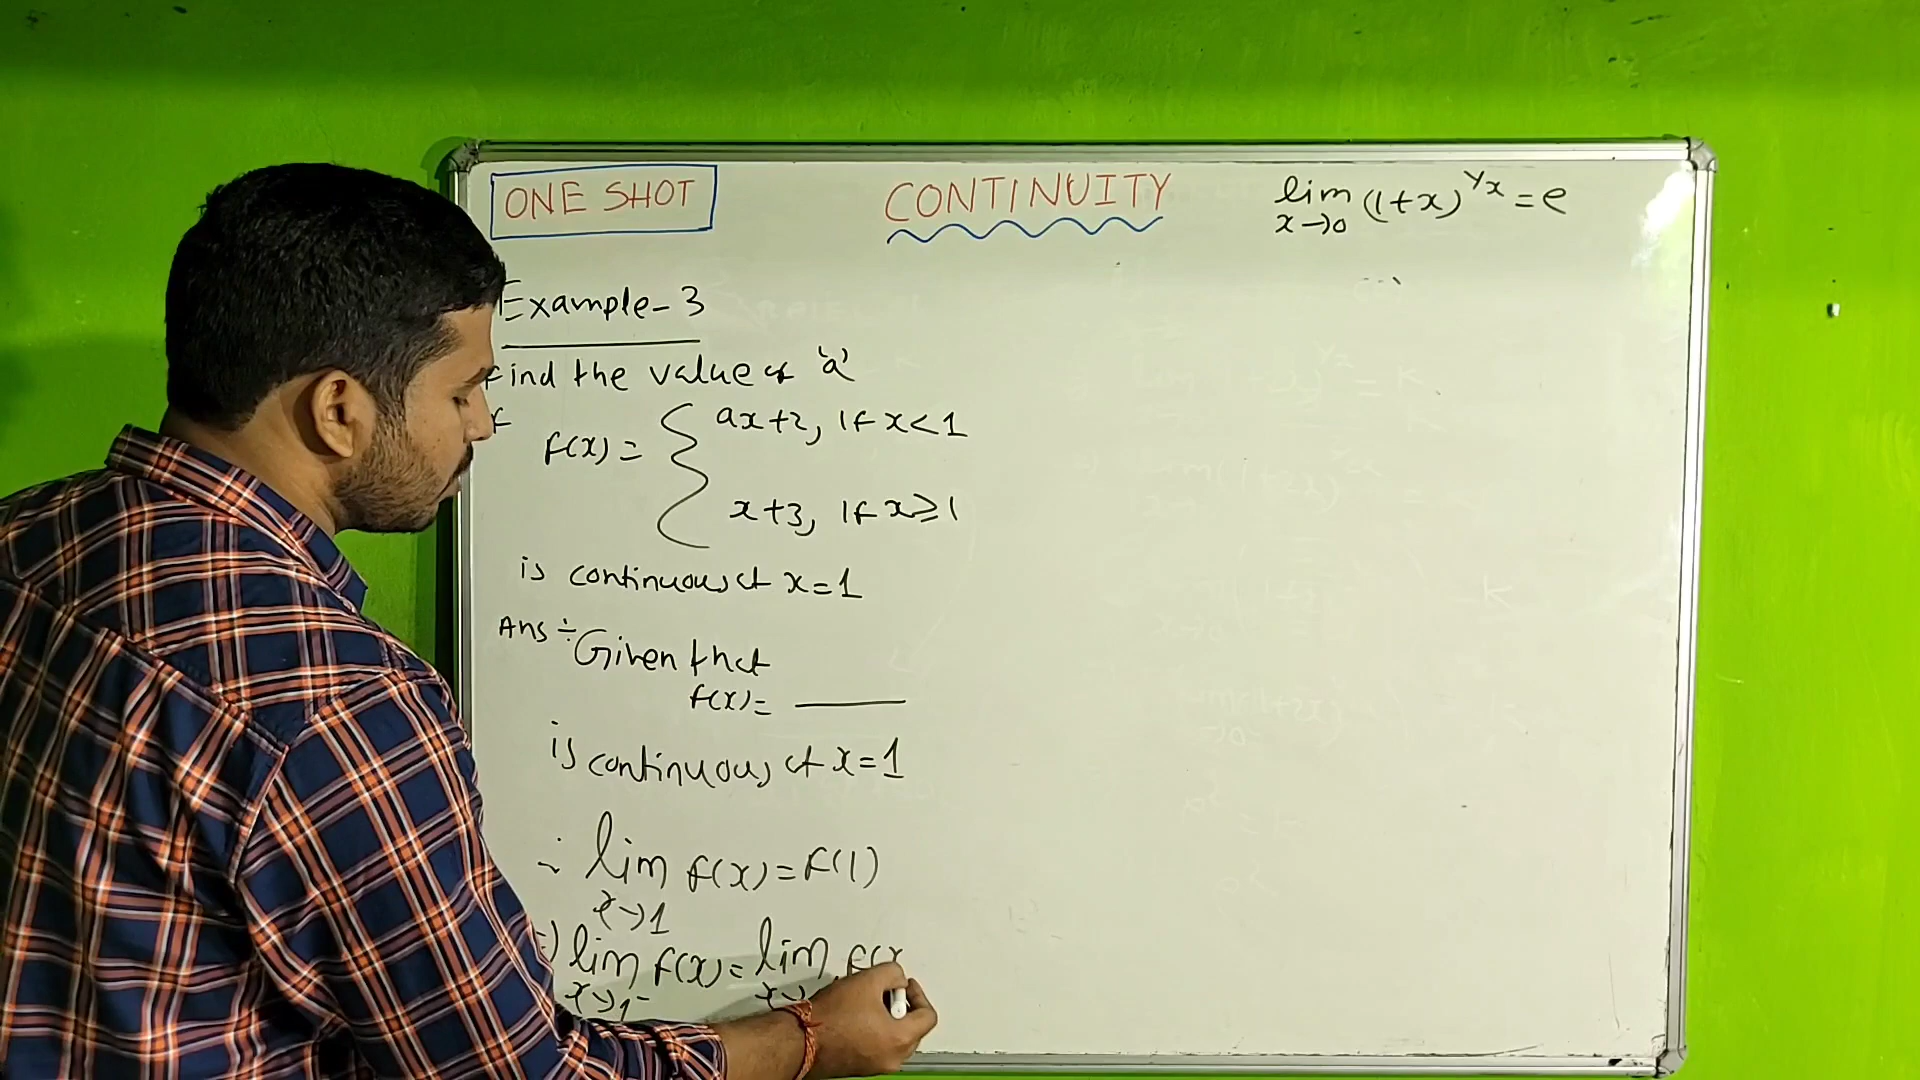 ONE SHOT
CONTINUITY
lim (1+x)^1/x = e
x→0
Example-3
Find the value of 'a'
f(x) = { ax+2, if x<1
x+3, if x⩾1
is continuous at x=1
Ans ÷ Given that
f(x) = ———
is continuous at x=1
∴ lim f(x) = f(1)
x→1
⇒ lim f(x) = lim f(x
x→1⁻ x→